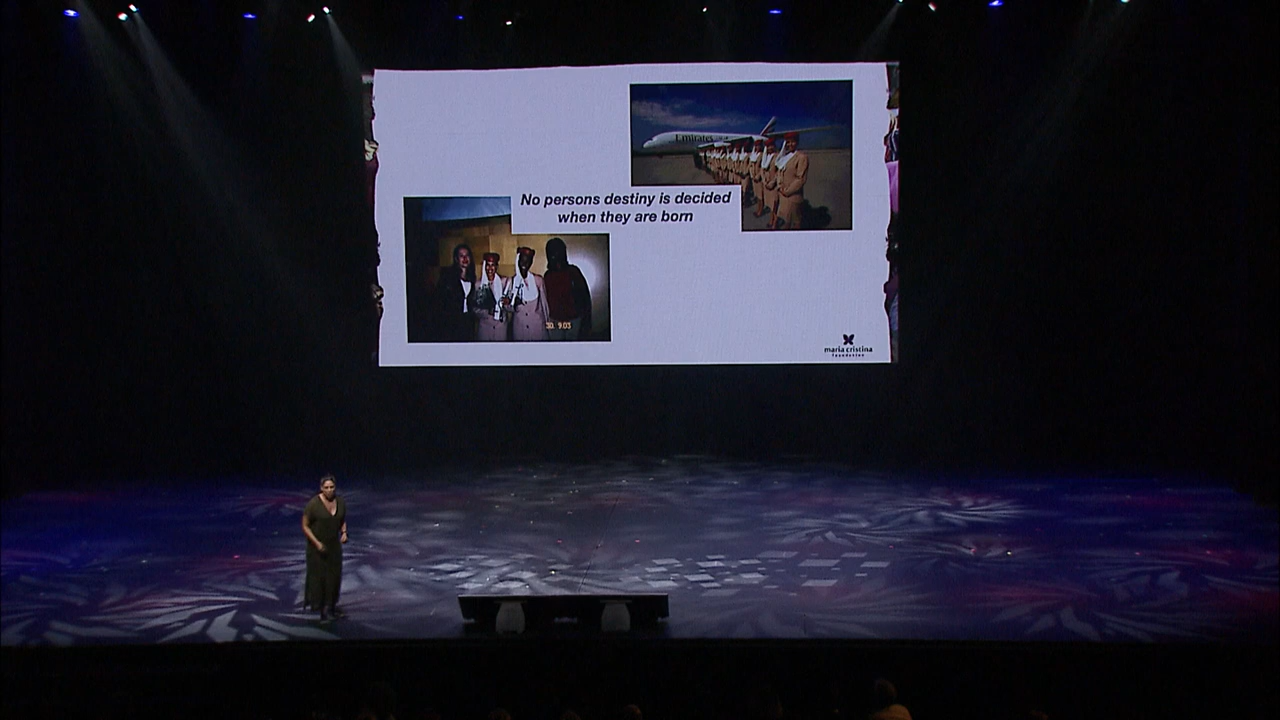 Emirates
No persons destiny is decided
when they are born
30. 9.03
maria cristina
foundation